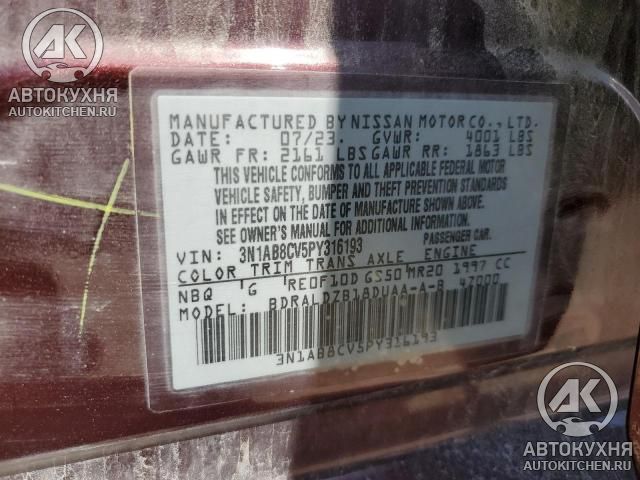 AK
АВТОКУХНЯ
AUTOKITCHEN.RU
MANUFACTURED BY NISSAN MOTOR CO., LTD.
DATE: 07/23. GVWR: 4001 LBS
GAWR FR: 2161 LBS GAWR RR: 1863 LBS
THIS VEHICLE CONFORMS TO ALL APPLICABLE FEDERAL MOTOR
VEHICLE SAFETY, BUMPER AND THEFT PREVENTION STANDARDS
IN EFFECT ON THE DATE OF MANUFACTURE SHOWN ABOVE.
SEE OWNER'S MANUAL FOR ADDITIONAL INFORMATION
VIN: 3N1AB8CV5PY316193 PASSENGER CAR.
COLOR TRIM TRANS AXLE ENGINE
NBQ G RE0F10D GS50 MR20 1997 CC
MODEL: BDRALDZB18DUAA-A-B 47000
3N1AB8CV5PY316193
AK
АВТОКУХНЯ
AUTOKITCHEN.RU